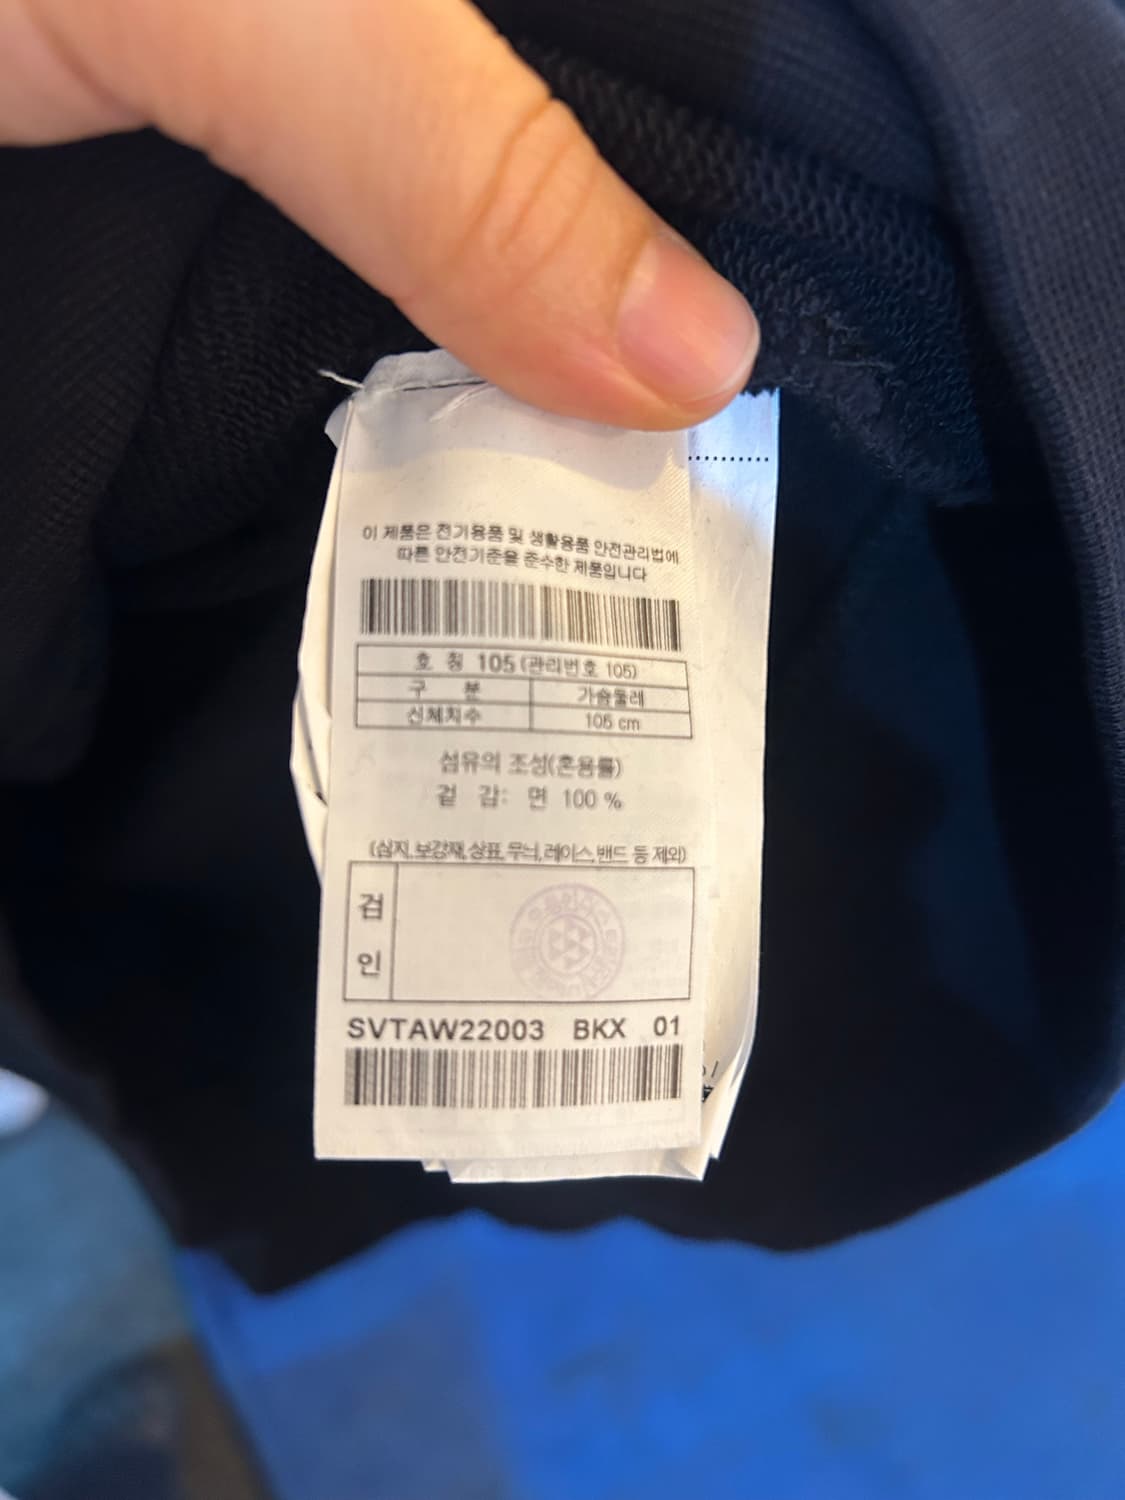 이 제품은 전기용품 및 생활용품 안전관리법에
따른 안전기준을 준수한 제품입니다
호 칭 105 (관리번호 105)
구 분 가슴둘레
신체치수 105 cm
섬유의 조성(혼용률)
겉 감: 면 100 %
(심지, 보강재, 상표, 무늬, 레이스, 밴드 등 제외)
검
인
SVTAW22003 BKX 01